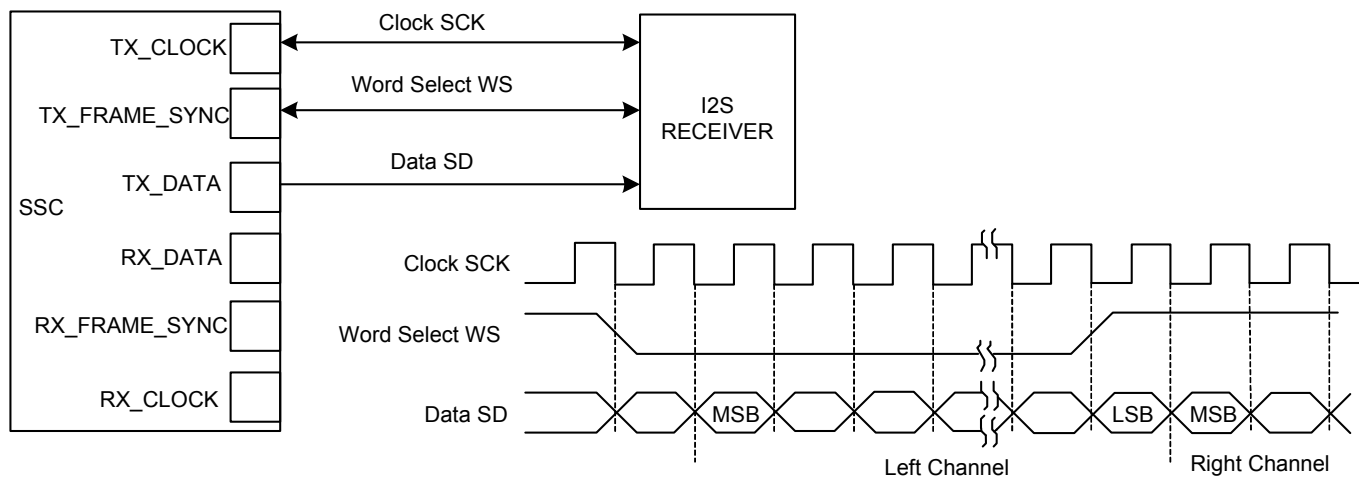 Clock SCK
TX_CLOCK
Word Select WS
TX_FRAME_SYNC
I2S
RECEIVER
Data SD
TX_DATA
SSC
RX_DATA
RX_FRAME_SYNC
RX_CLOCK
Clock SCK
Word Select WS
Data SD
MSB
LSB
MSB
Left Channel
Right Channel